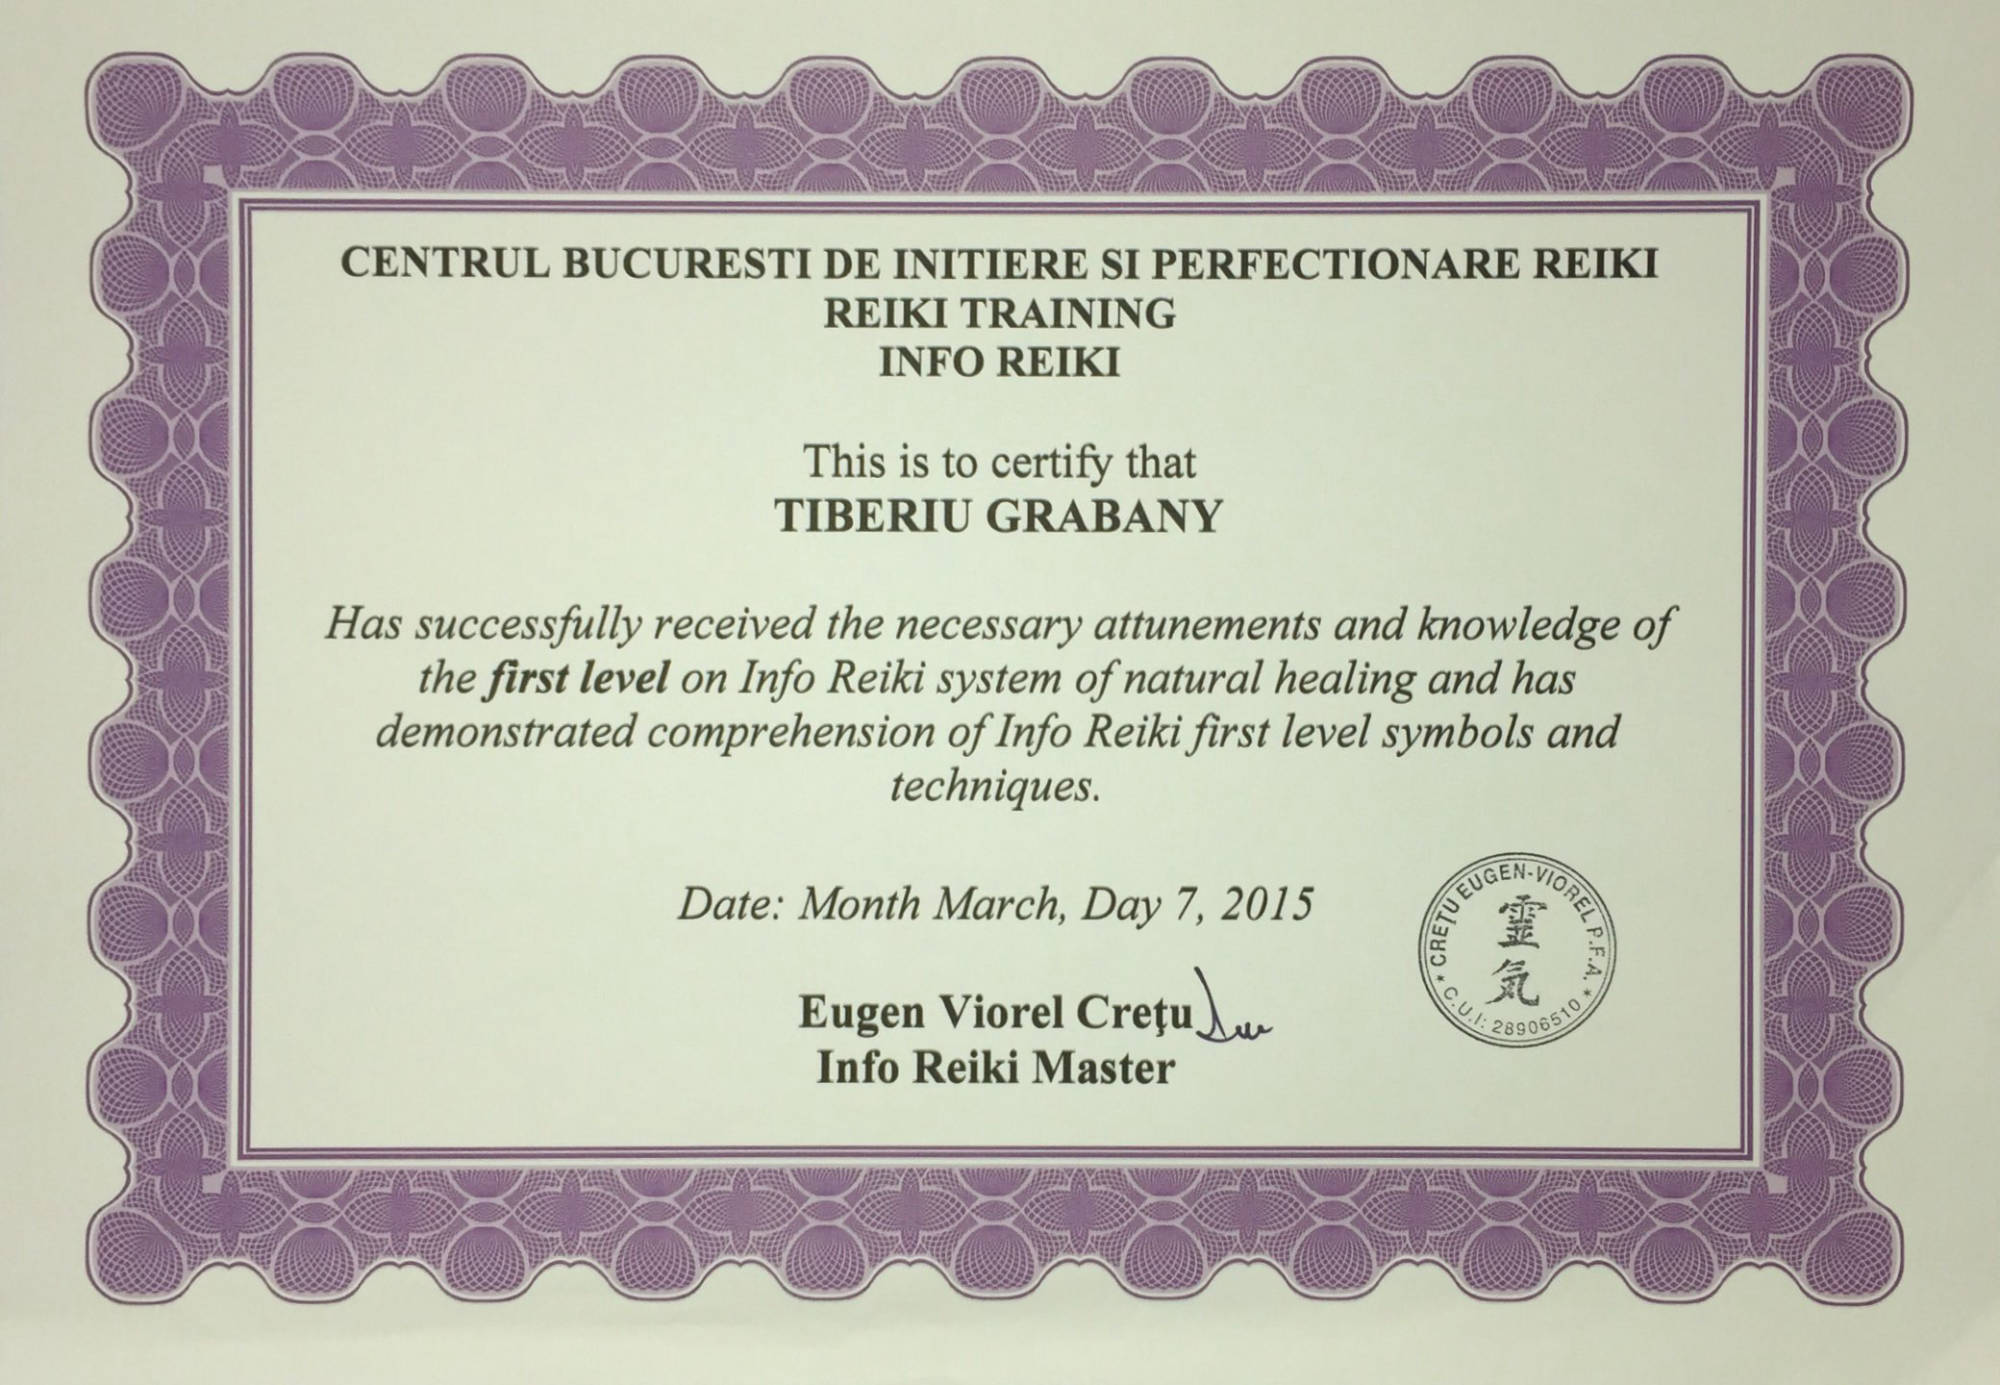 CENTRUL BUCURESTI DE INITIERE SI PERFECTIONARE REIKI
REIKI TRAINING
INFO REIKI
This is to certify that
TIBERIU GRABANY
Has successfully received the necessary attunements and knowledge of
the first level on Info Reiki system of natural healing and has
demonstrated comprehension of Info Reiki first level symbols and
techniques.
Date: Month March, Day 7, 2015
Eugen Viorel Creţu
Info Reiki Master
* CREŢU EUGEN-VIOREL P.F.A. *
靈
気
C.U.I: 28906510